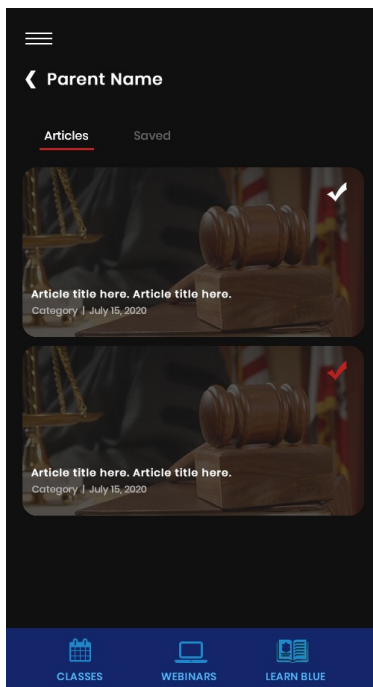 Parent Name
Articles Saved
Article title here. Article title here.
Category | July 15, 2020
Article title here. Article title here.
Category | July 15, 2020
CLASSES WEBINARS LEARN BLUE